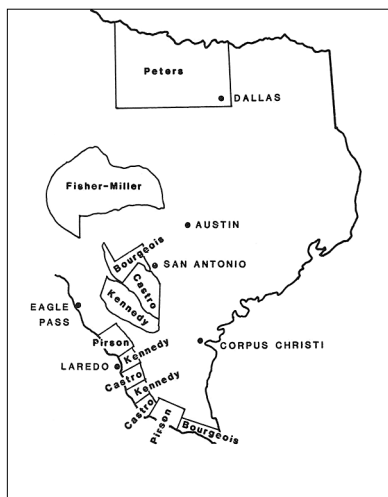 Peters
DALLAS
Fisher-Miller
AUSTIN
Bourgeois
SAN ANTONIO
Castro
Kennedy
EAGLE
PASS
Pirson
CORPUS CHRISTI
Kennedy
LAREDO
Castro
Kennedy
Castro
Pirson
Bourgeois